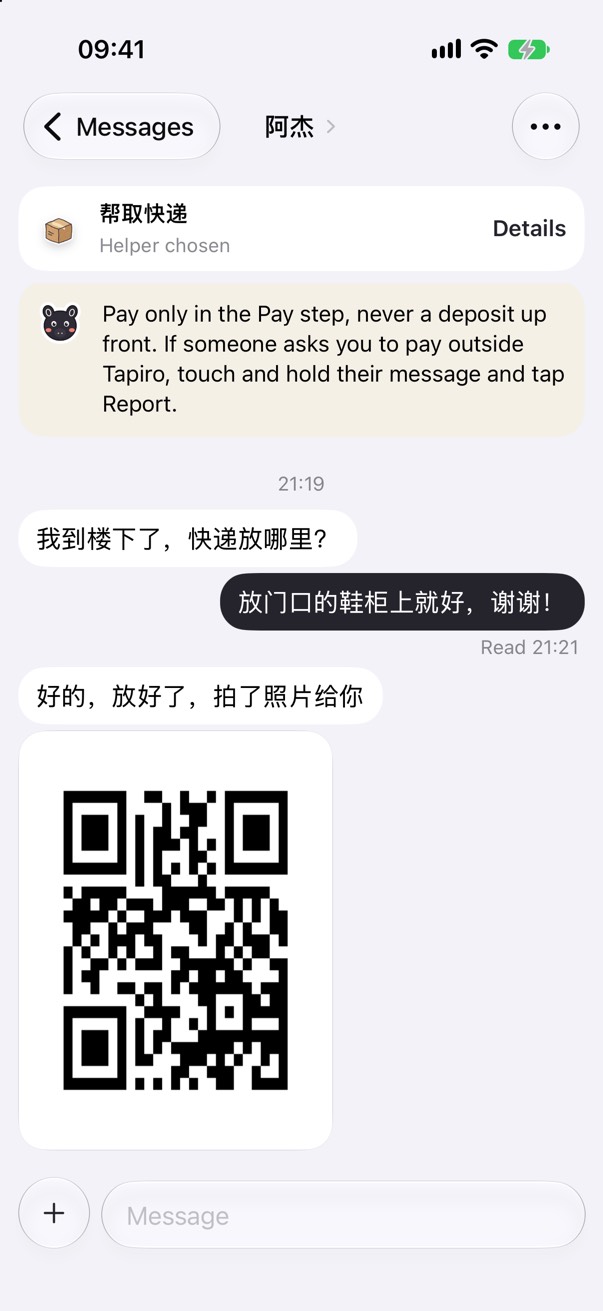 09:41
Messages
阿杰
帮取快递
Helper chosen
Details
Pay only in the Pay step, never a deposit up
front. If someone asks you to pay outside
Tapiro, touch and hold their message and tap
Report.
21:19
我到楼下了，快递放哪里？
放门口的鞋柜上就好，谢谢！
Read 21:21
好的，放好了，拍了照片给你
Message